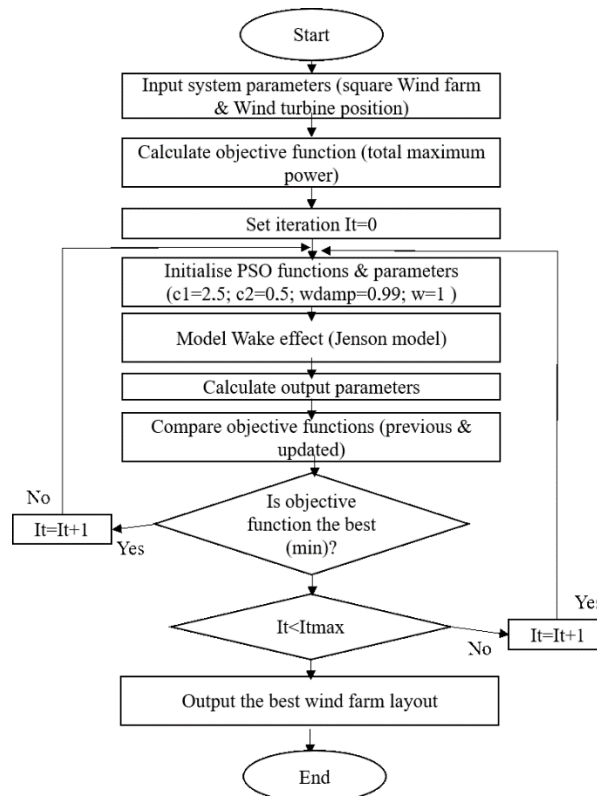 Start
Input system parameters (square Wind farm
& Wind turbine position)
Calculate objective function (total maximum
power)
Set iteration It=0
Initialise PSO functions & parameters
(c1=2.5; c2=0.5; wdamp=0.99; w=1 )
Model Wake effect (Jenson model)
Calculate output parameters
Compare objective functions (previous &
updated)
No
Is objective
function the best
(min)?
It=It+1
Yes
It<Itmax
Yes
No
It=It+1
Output the best wind farm layout
End